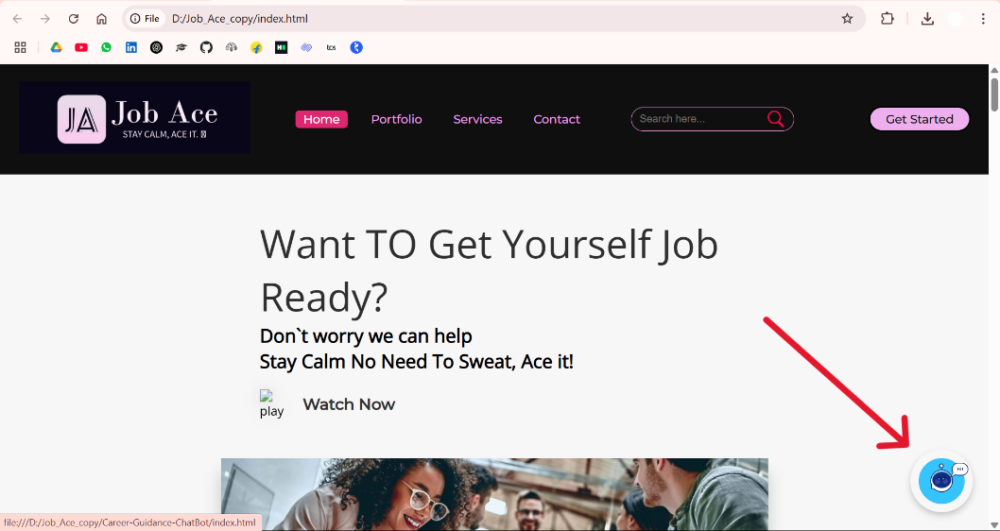 File D:/Job_Ace_copy/index.html
JA Job Ace
STAY CALM, ACE IT.
Home Portfolio Services Contact Search here... Get Started
Want TO Get Yourself Job
Ready?
Don`t worry we can help
Stay Calm No Need To Sweat, Ace it!
play Watch Now
HI!
file:///D:/Job_Ace_copy/Career-Guidance-ChatBot/index.html